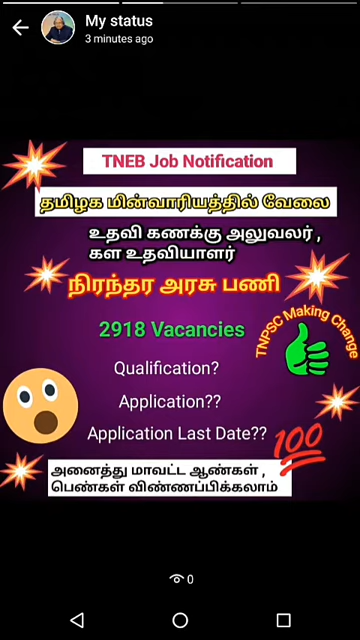 My status
3 minutes ago
TNEB Job Notification
தமிழக மின்வாரியத்தில் வேலை
உதவி கணக்கு அலுவலர் ,
கள உதவியாளர்
நிரந்தர அரசு பணி
2918 Vacancies
TNPSC Making Change
Qualification?
Application??
Application Last Date??
100
அனைத்து மாவட்ட ஆண்கள் ,
பெண்கள் விண்ணப்பிக்கலாம்
0